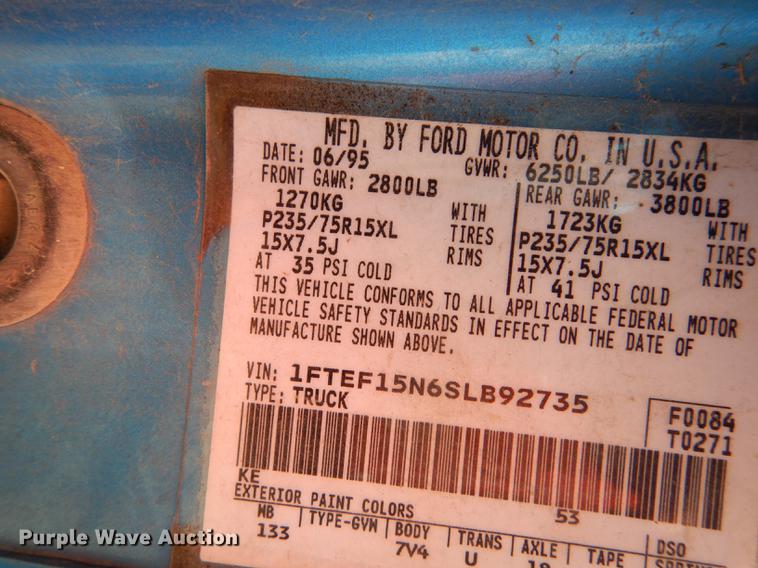 MFD. BY FORD MOTOR CO. IN U.S.A.
DATE: 06/95 GVWR: 6250LB/ 2834KG
FRONT GAWR: 2800LB REAR GAWR: 3800LB
1270KG WITH 1723KG WITH
P235/75R15XL TIRES P235/75R15XL TIRES
15X7.5J RIMS 15X7.5J RIMS
AT 35 PSI COLD AT 41 PSI COLD
THIS VEHICLE CONFORMS TO ALL APPLICABLE FEDERAL MOTOR
VEHICLE SAFETY STANDARDS IN EFFECT ON THE DATE OF
MANUFACTURE SHOWN ABOVE.
VIN: 1FTEF15N6SLB92735
TYPE: TRUCK
F0084
T0271
KE 53
EXTERIOR PAINT COLORS
WB TYPE-GVW BODY TRANS AXLE TAPE DSO
133 7V4 U
Purple Wave Auction